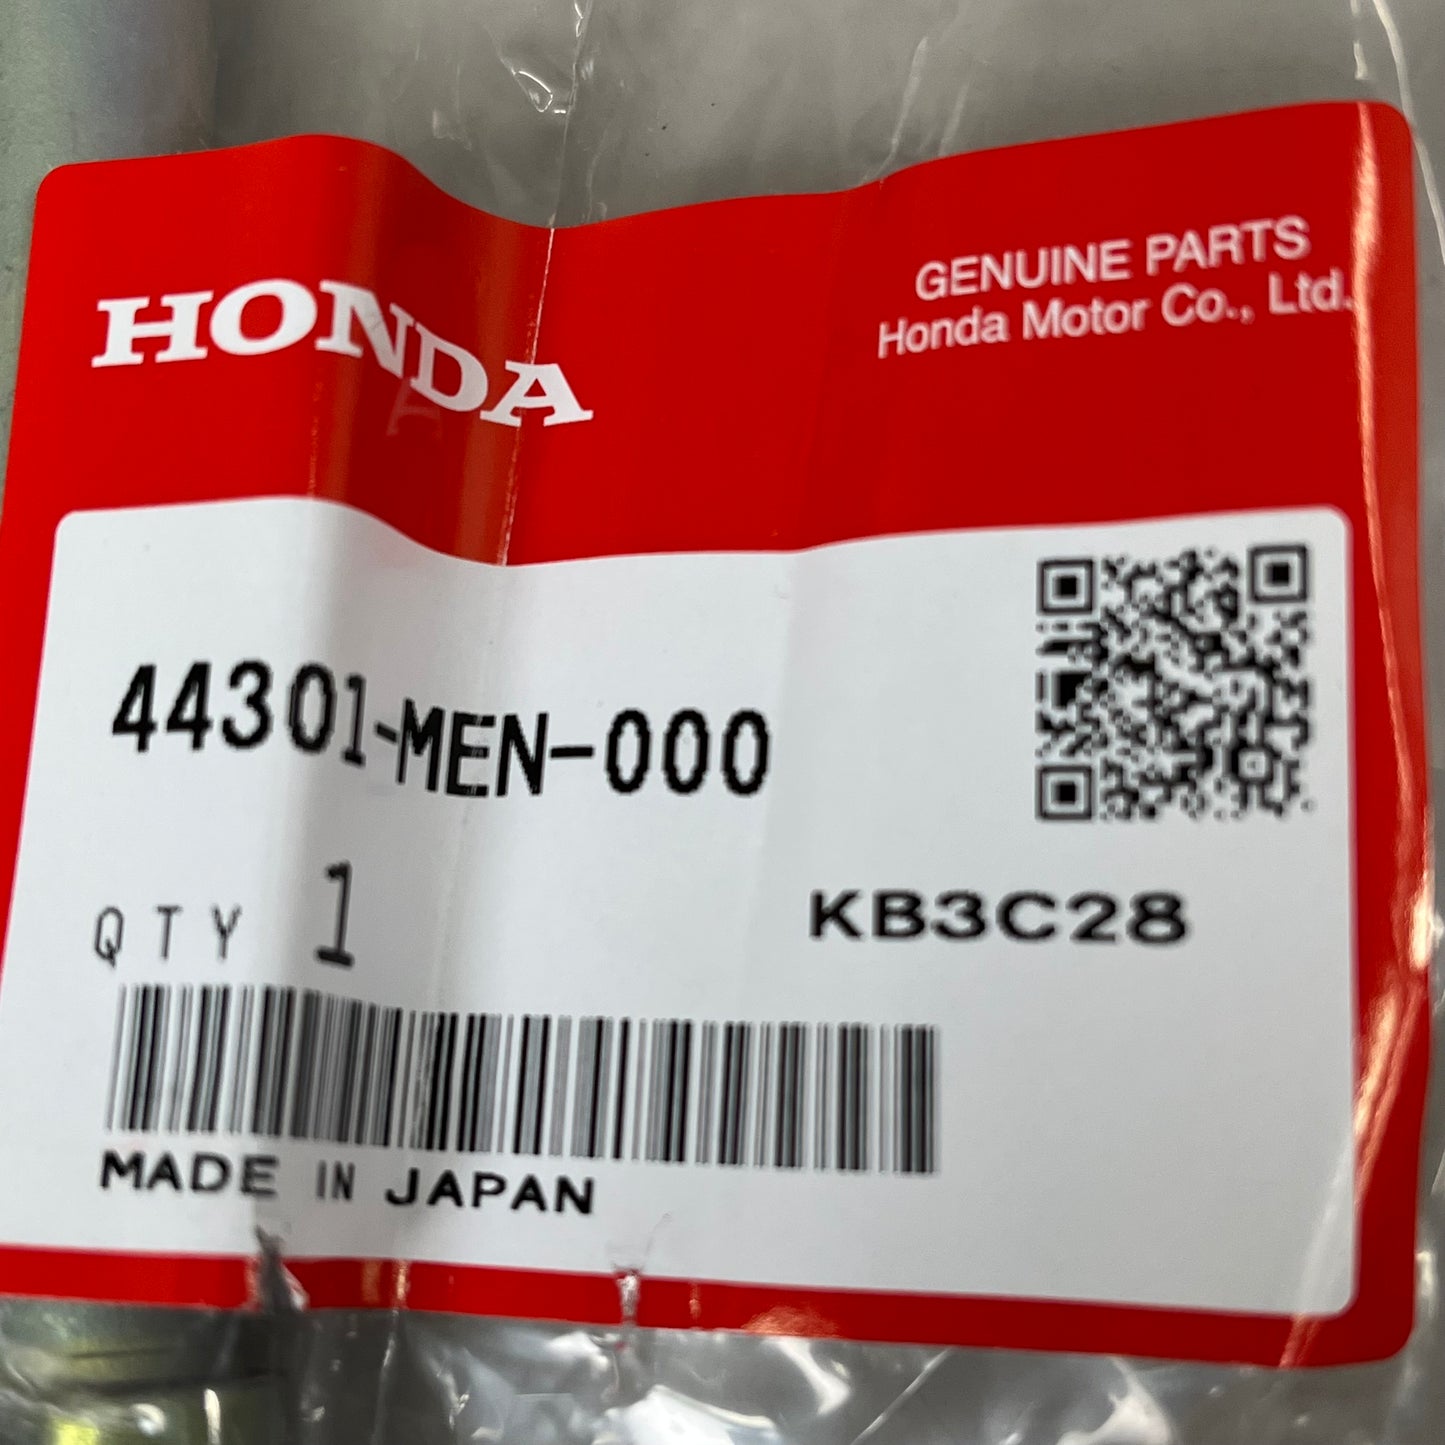 HONDA
GENUINE PARTS
Honda Motor Co., Ltd.
44301-MEN-000
QTY 1
KB3C28
MADE IN JAPAN